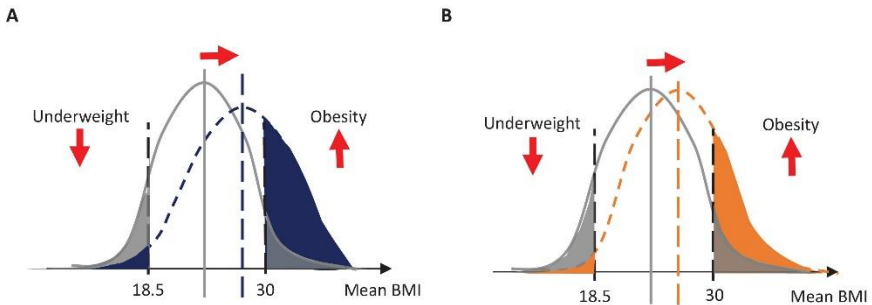 A
Underweight
Obesity
18.5
30
Mean BMI
B
Underweight
Obesity
18.5
30
Mean BMI